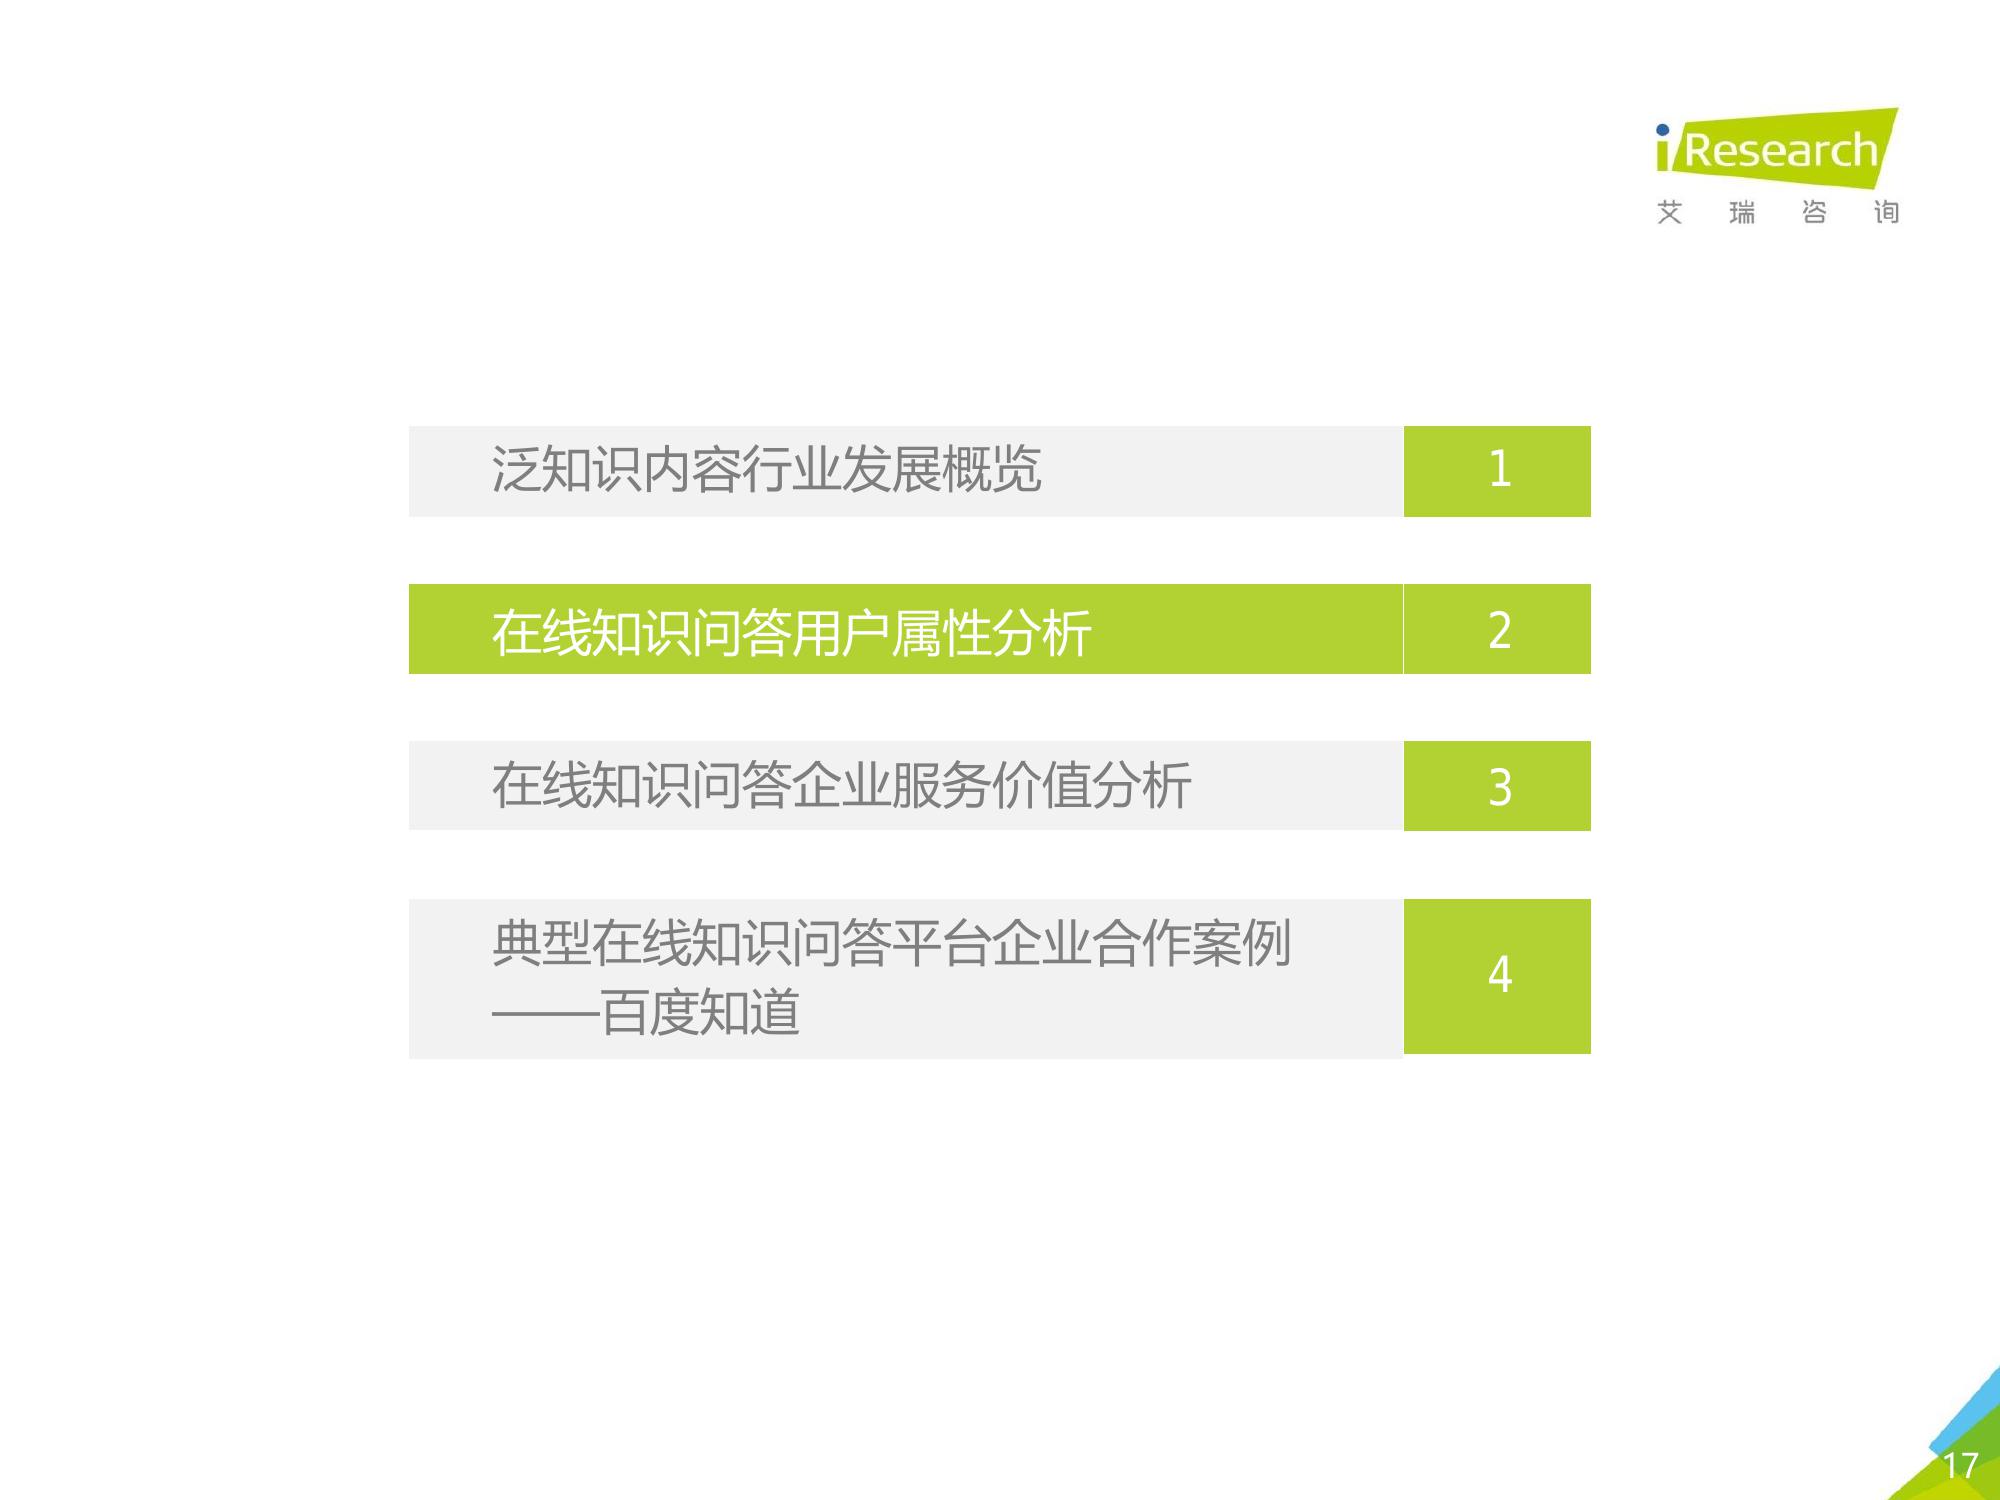 iResearch
艾瑞咨询
泛知识内容行业发展概览 1
在线知识问答用户属性分析 2
在线知识问答企业服务价值分析 3
典型在线知识问答平台企业合作案例 4
——百度知道
17